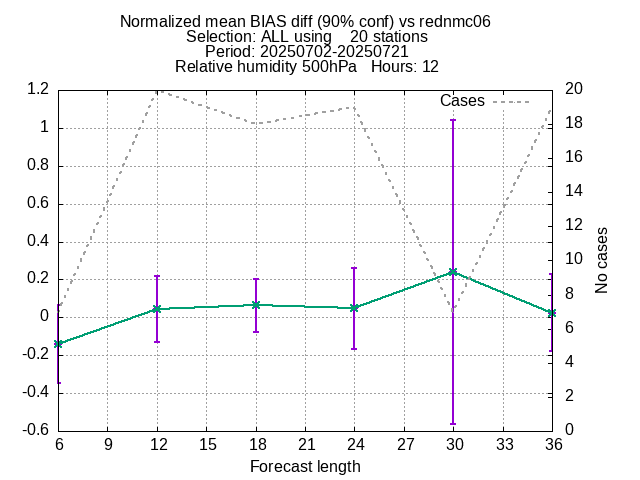 Normalized mean BIAS diff (90% conf) vs rednmc06
Selection: ALL using    20 stations
Period: 20250702-20250721
Relative humidity 500hPa   Hours: 12
Cases
1.2
1
0.8
0.6
0.4
0.2
0
-0.2
-0.4
-0.6
20
18
16
14
12
10
8
6
4
2
0
No cases
6 9 12 15 18 21 24 27 30 33 36
Forecast length